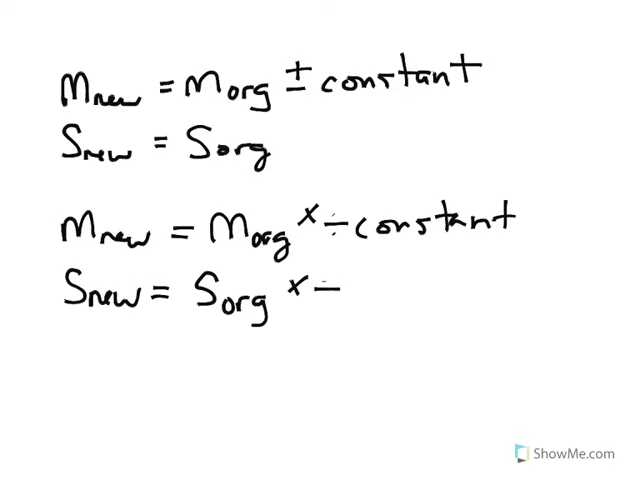 Mnew = Morg ± constant
Snew = Sorg
Mnew = Morg × ÷ constant
Snew = Sorg × ÷
ShowMe.com